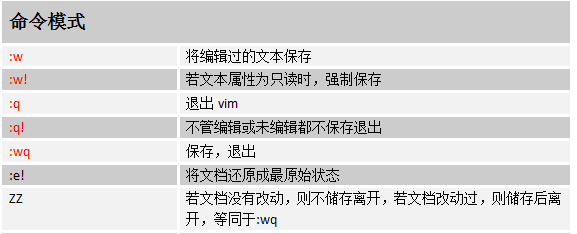 命令模式
:w 将编辑过的文本保存
:w! 若文本属性为只读时，强制保存
:q 退出 vim
:q! 不管编辑或未编辑都不保存退出
:wq 保存，退出
:e! 将文档还原成最原始状态
ZZ 若文档没有改动，则不储存离开，若文档改动过，则储存后离
开，等同于:wq